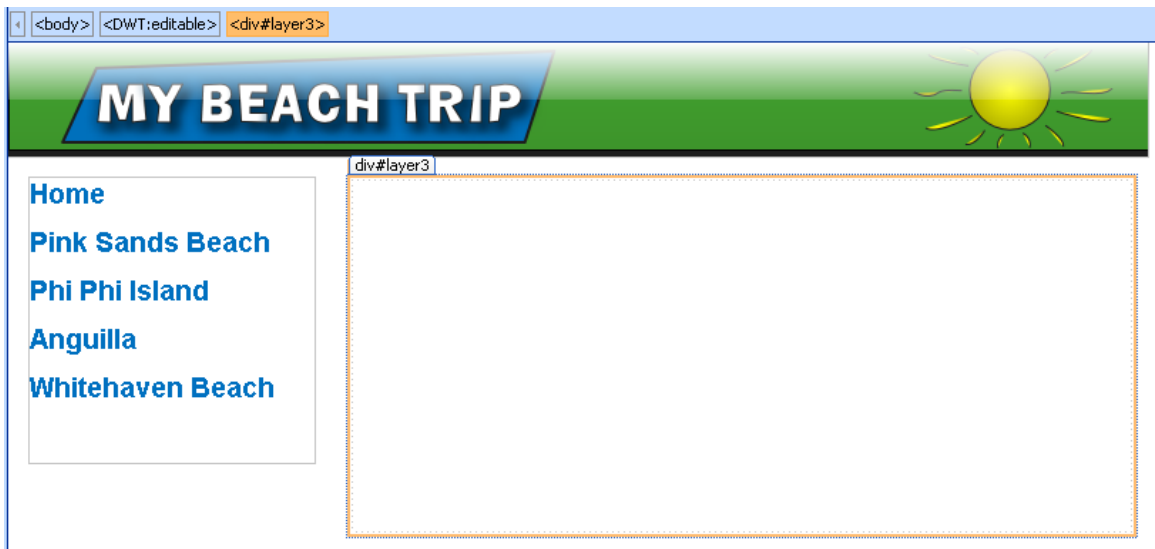 <body> <DWT:editable> <div#layer3>
MY BEACH TRIP
div#layer3
Home
Pink Sands Beach
Phi Phi Island
Anguilla
Whitehaven Beach